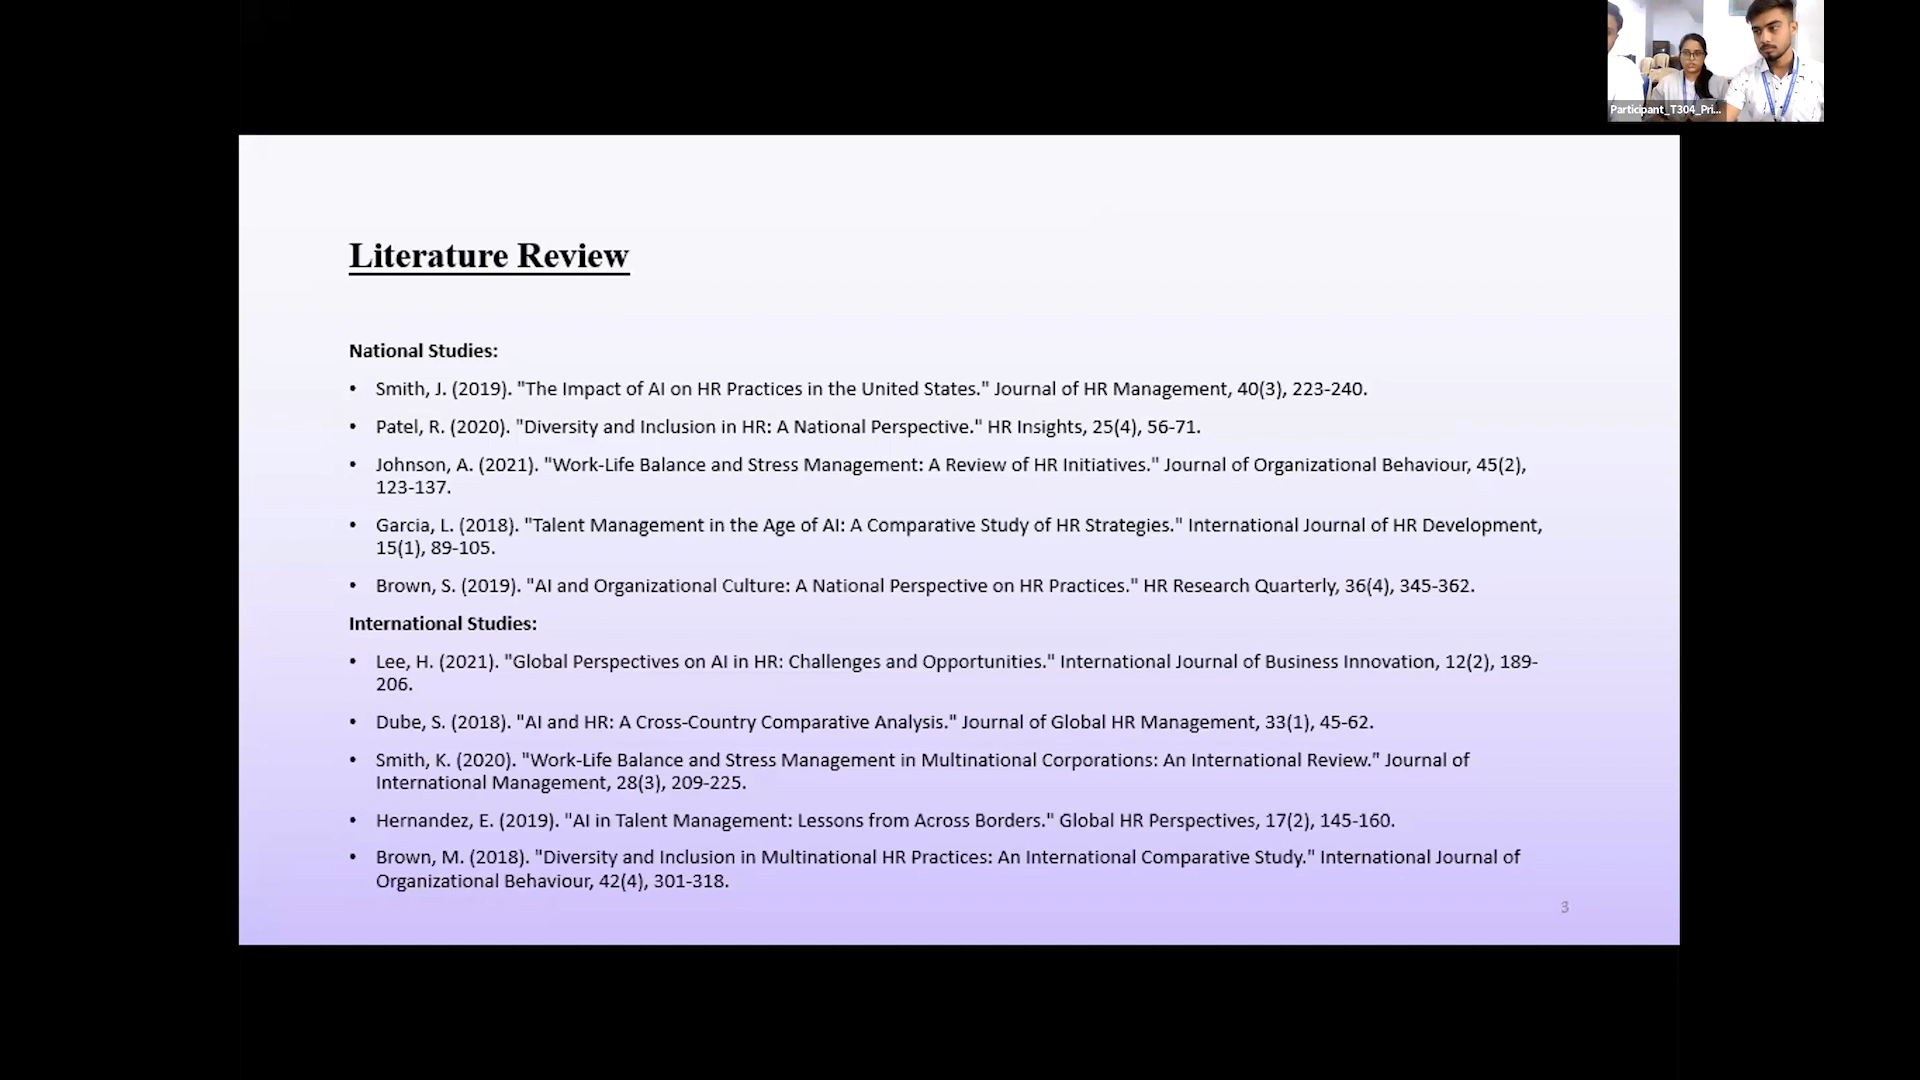 Participant_T304_Pri...
Literature Review
National Studies:
• Smith, J. (2019). "The Impact of AI on HR Practices in the United States." Journal of HR Management, 40(3), 223-240.
• Patel, R. (2020). "Diversity and Inclusion in HR: A National Perspective." HR Insights, 25(4), 56-71.
• Johnson, A. (2021). "Work-Life Balance and Stress Management: A Review of HR Initiatives." Journal of Organizational Behaviour, 45(2),
123-137.
• Garcia, L. (2018). "Talent Management in the Age of AI: A Comparative Study of HR Strategies." International Journal of HR Development,
15(1), 89-105.
• Brown, S. (2019). "AI and Organizational Culture: A National Perspective on HR Practices." HR Research Quarterly, 36(4), 345-362.
International Studies:
• Lee, H. (2021). "Global Perspectives on AI in HR: Challenges and Opportunities." International Journal of Business Innovation, 12(2), 189-
206.
• Dube, S. (2018). "AI and HR: A Cross-Country Comparative Analysis." Journal of Global HR Management, 33(1), 45-62.
• Smith, K. (2020). "Work-Life Balance and Stress Management in Multinational Corporations: An International Review." Journal of
International Management, 28(3), 209-225.
• Hernandez, E. (2019). "AI in Talent Management: Lessons from Across Borders." Global HR Perspectives, 17(2), 145-160.
• Brown, M. (2018). "Diversity and Inclusion in Multinational HR Practices: An International Comparative Study." International Journal of
Organizational Behaviour, 42(4), 301-318.
3